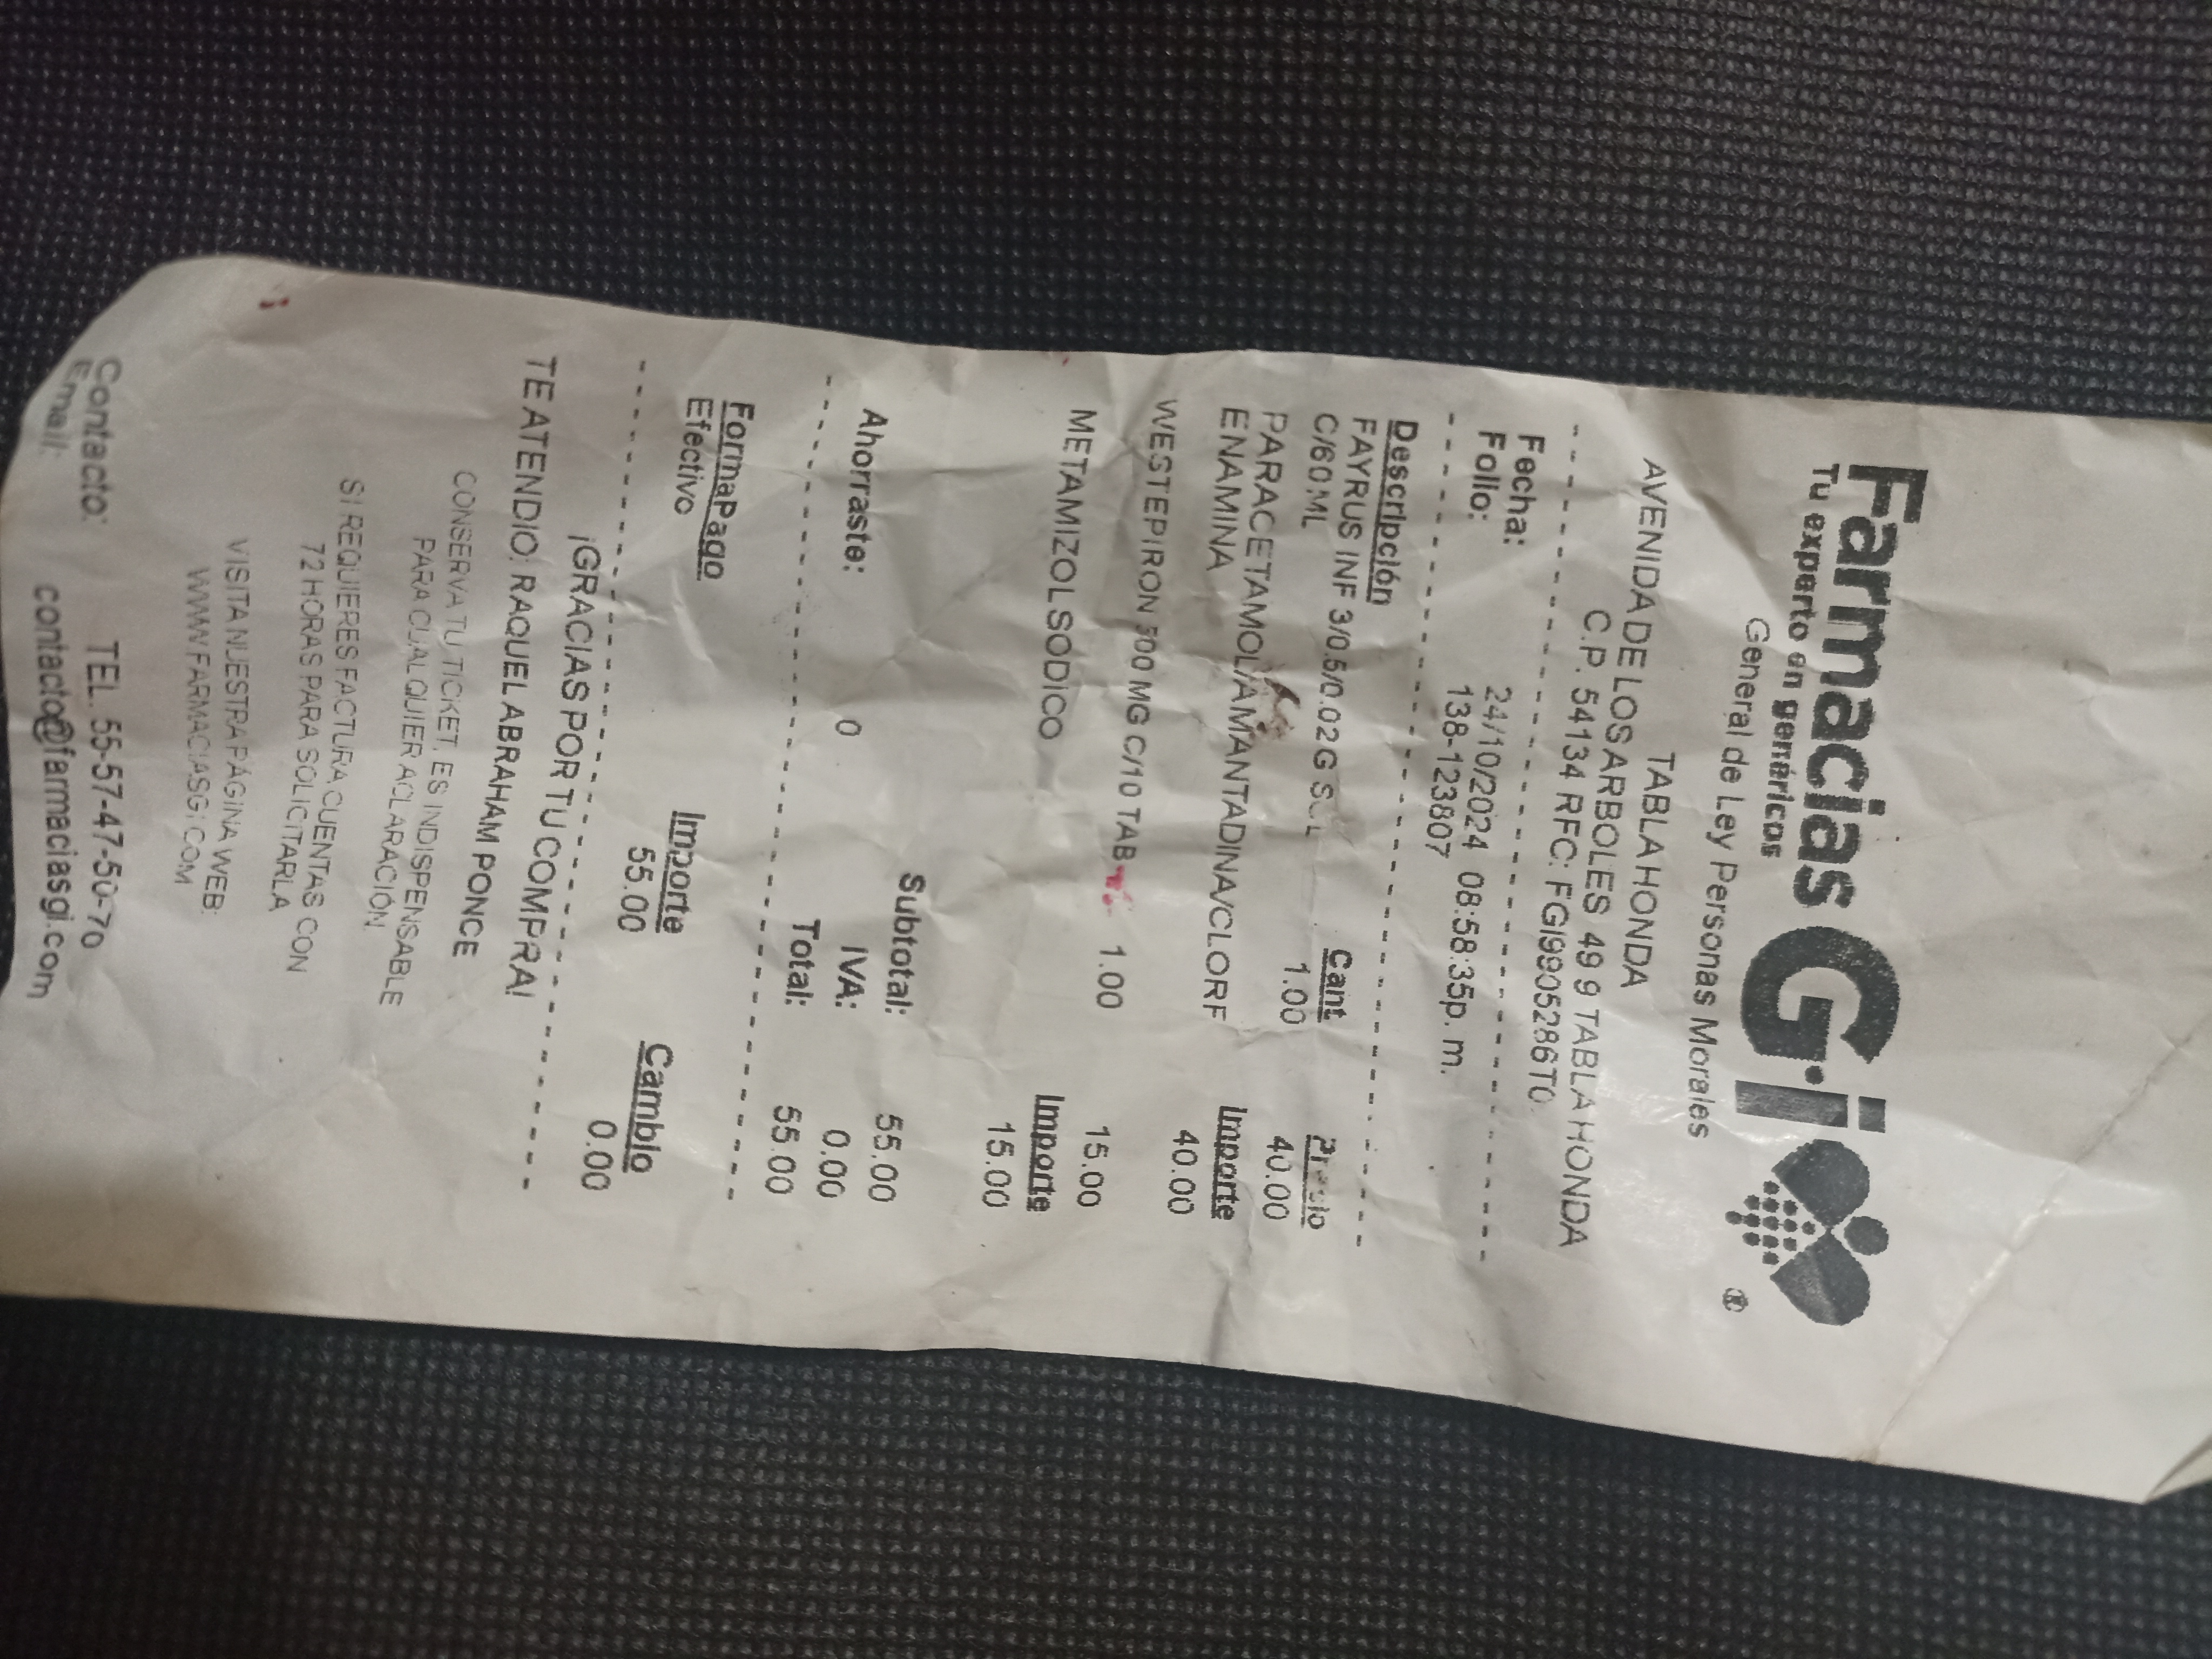 Farmacias Gi ®
Tu experto en genéricos
General de Ley Personas Morales
TABLA HONDA
AVENIDA DE LOS ARBOLES 49 9 TABLA HONDA
C.P. 54134 RFC: FGI9905286T0
Fecha: 24/10/2024 08:58:35p. m.
Folio: 138-123807
Descripción Cant Precio
FAYRUS INF 3/0.5/0.02G SOL 1.00 40.00
C/60 ML
Importe
PARACETAMOL/AMANTADINA/CLORF 40.00
ENAMINA
WESTEPIRON 500 MG C/10 TAB 1.00 15.00
Importe
METAMIZOL SODICO 15.00
Subtotal: 55.00
Ahorraste: 0 IVA: 0.00
Total: 55.00
FormaPago Importe Cambio
Efectivo 55.00 0.00
¡GRACIAS POR TU COMPRA!
TE ATENDIO: RAQUEL ABRAHAM PONCE
CONSERVA TU TICKET, ES INDISPENSABLE
PARA CUALQUIER ACLARACIÓN
SI REQUIERES FACTURA CUENTAS CON
72 HORAS PARA SOLICITARLA
VISITA NUESTRA PÁGINA WEB:
WWW.FARMACIASGI.COM
Contacto: TEL. 55-57-47-50-70
Email: contacto@farmaciasgi.com